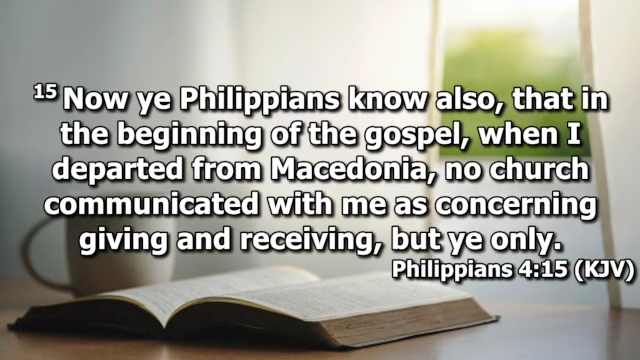 15 Now ye Philippians know also, that in
the beginning of the gospel, when I
departed from Macedonia, no church
communicated with me as concerning
giving and receiving, but ye only.
Philippians 4:15 (KJV)